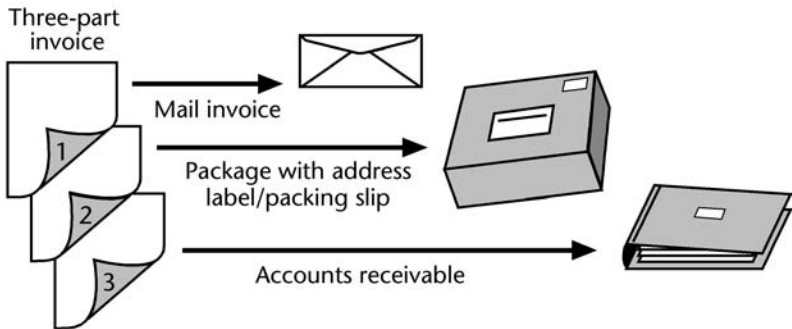 Three-part
invoice
Mail invoice
1
Package with address
label/packing slip
2
Accounts receivable
3